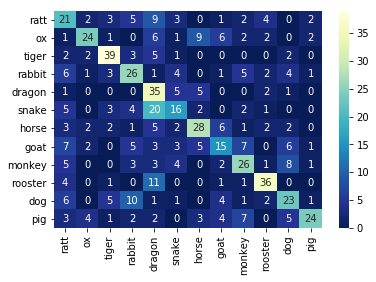 ratt 21 2 3 5 9 3 0 1 2 4 0 2
ox 1 24 1 0 6 1 9 6 2 2 0 2
tiger 2 2 39 3 5 1 0 0 0 1 0 2
rabbit 6 1 3 26 1 4 0 1 5 2 4 1
dragon 1 0 0 0 35 5 5 0 0 2 1 0
snake 5 0 3 4 20 16 2 0 2 1 0 0
horse 3 2 2 1 5 2 28 6 1 2 2 0
goat 7 2 0 5 3 3 5 15 7 0 6 1
monkey 5 0 0 3 3 4 0 2 26 1 8 1
rooster 4 0 1 0 11 0 0 1 1 36 0 0
dog 6 0 5 10 1 1 0 4 1 2 23 1
pig 3 4 1 2 2 0 3 4 7 0 5 24
ratt ox tiger rabbit dragon snake horse goat monkey rooster dog pig
35
30
25
20
15
10
5
0